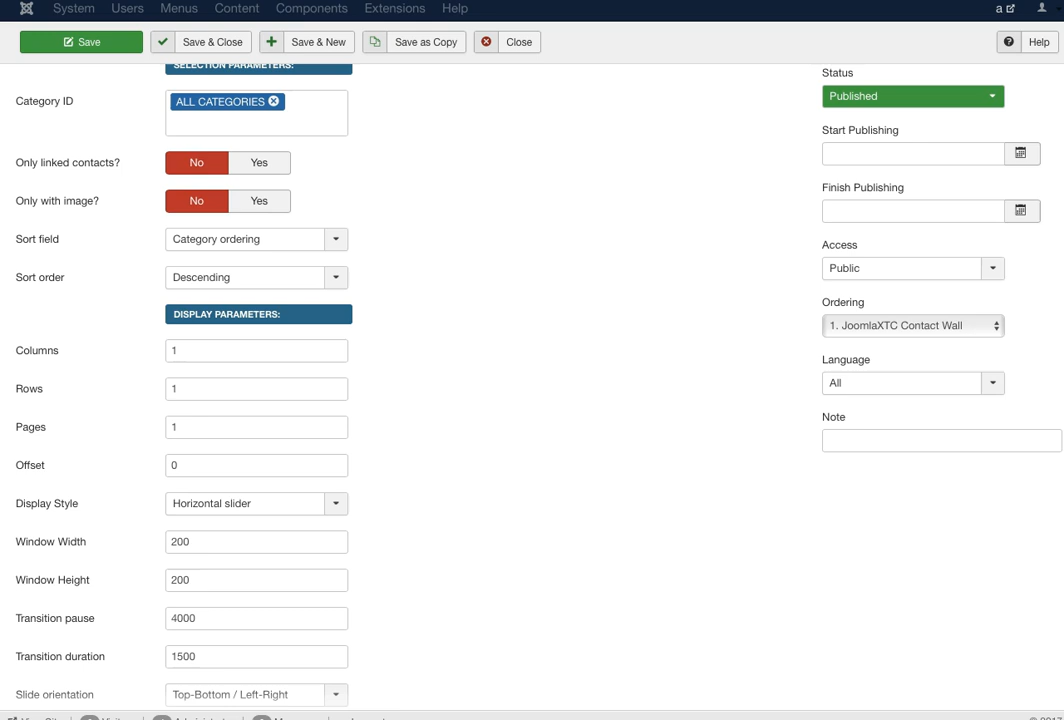 System Users Menus Content Components Extensions Help a
Save Save & Close Save & New Save as Copy Close Help
SELECTION PARAMETERS:
Category ID ALL CATEGORIES
Only linked contacts? No Yes
Only with image? No Yes
Sort field Category ordering
Sort order Descending
DISPLAY PARAMETERS:
Columns 1
Rows 1
Pages 1
Offset 0
Display Style Horizontal slider
Window Width 200
Window Height 200
Transition pause 4000
Transition duration 1500
Slide orientation Top-Bottom / Left-Right
Status
Published
Start Publishing
Finish Publishing
Access
Public
Ordering
1. JoomlaXTC Contact Wall
Language
All
Note